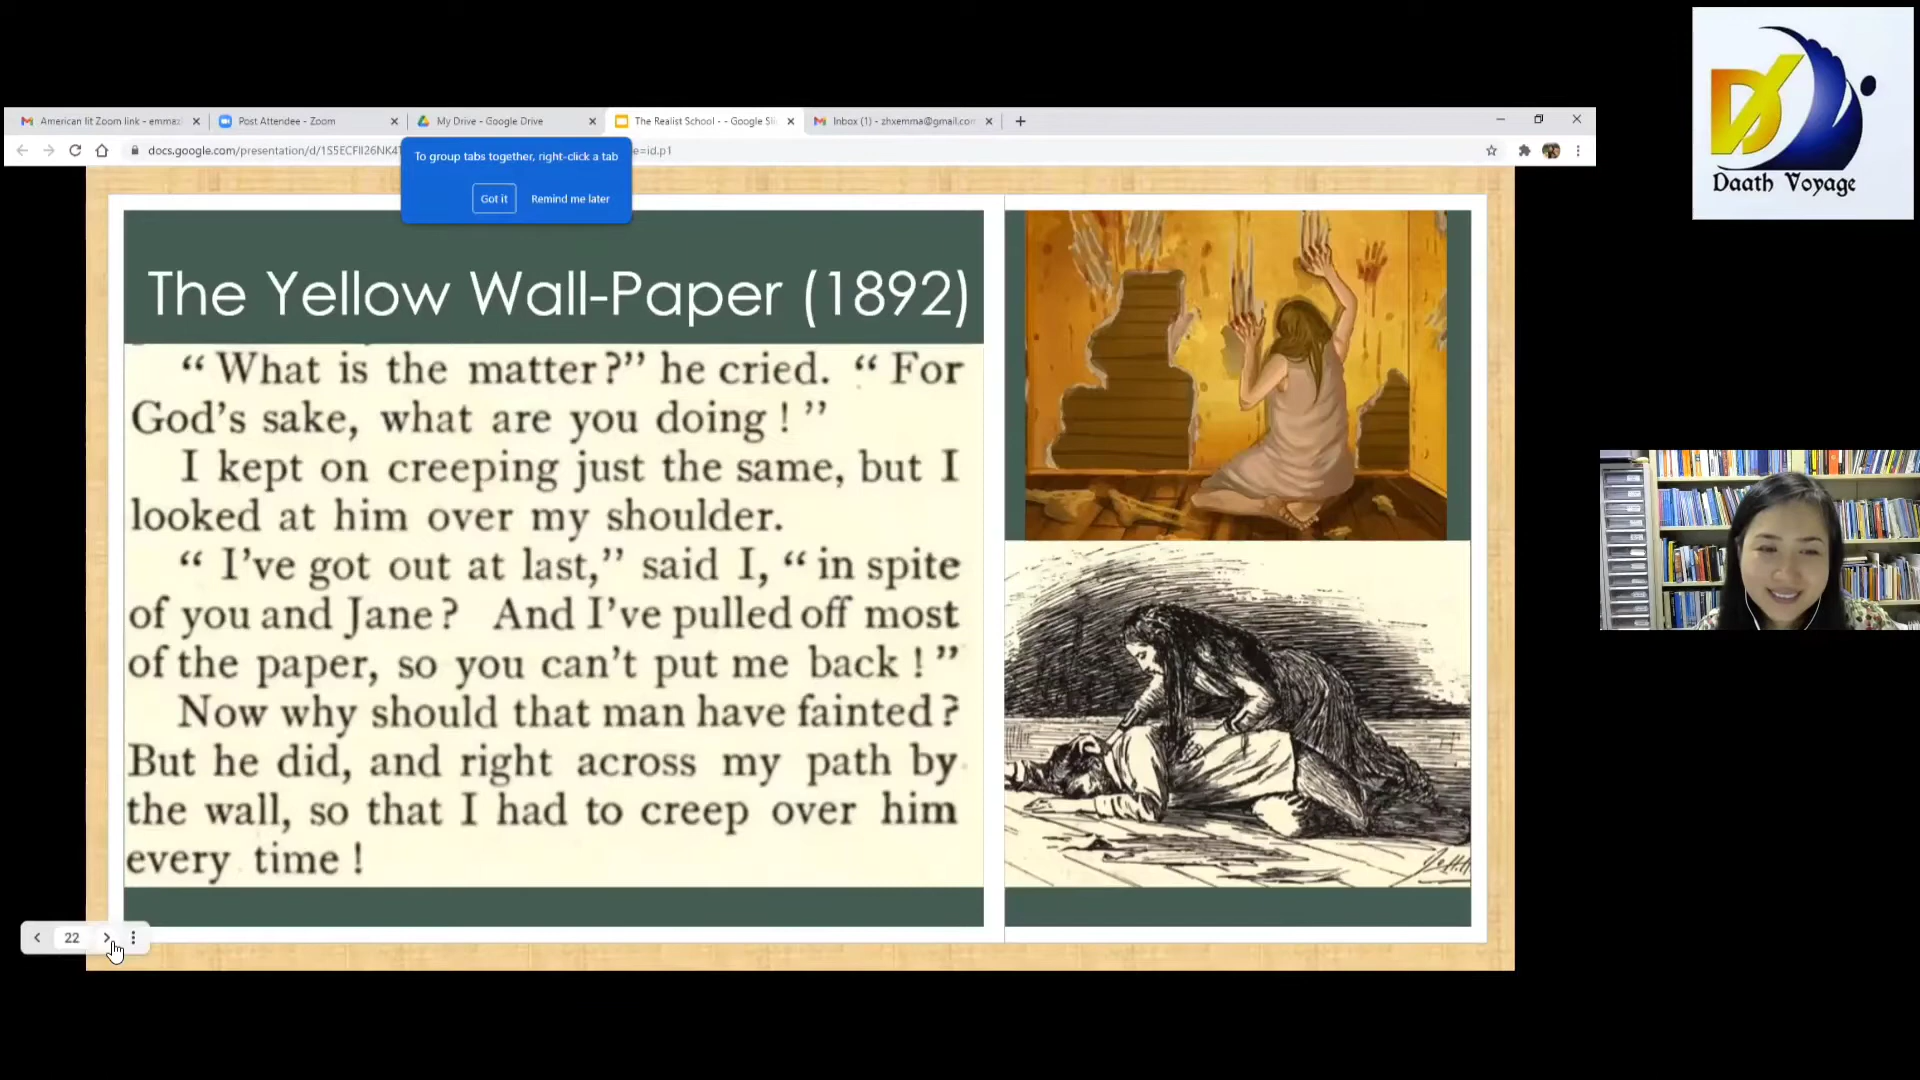 American lit Zoom link - emmaz
Post Attendee - Zoom
My Drive - Google Drive
The Realist School - - Google Sli
Inbox (1) - zhxemma@gmail.com
docs.google.com/presentation/d/1S5ECFII26NK4
=id.p1
To group tabs together, right-click a tab
Got it
Remind me later
Daath Voyage
The Yellow Wall-Paper (1892)
“ What is the matter?” he cried. “ For
God’s sake, what are you doing ! ”
I kept on creeping just the same, but I
looked at him over my shoulder.
“ I’ve got out at last,” said I, “ in spite
of you and Jane? And I’ve pulled off most
of the paper, so you can’t put me back ! ”
Now why should that man have fainted?
But he did, and right across my path by
the wall, so that I had to creep over him
every time !
22